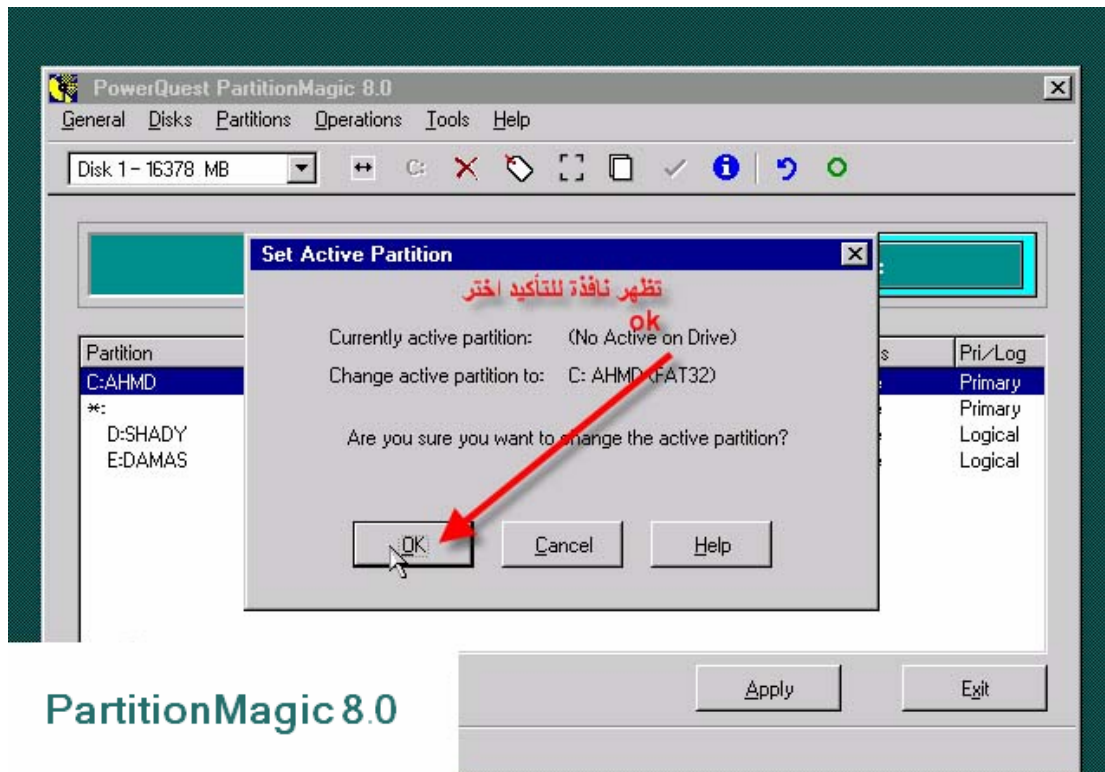 PowerQuest PartitionMagic 8.0
General Disks Partitions Operations Tools Help
Disk 1 - 16378 MB
C:
Set Active Partition
تظهر نافذة للتأكيد اختر
ok
Currently active partition: (No Active on Drive)
Change active partition to: C: AHMD (FAT32)
Are you sure you want to change the active partition?
OK Cancel Help
Partition Pri/Log
C:AHMD Primary
*: Primary
D:SHADY Logical
E:DAMAS Logical
Apply Exit
PartitionMagic 8.0